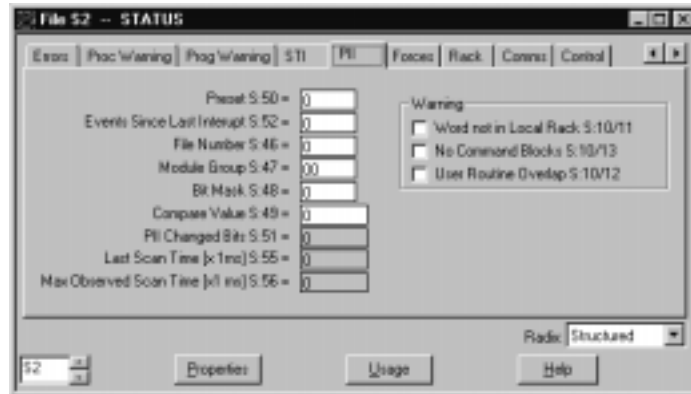 File S2 -- STATUS
Errors Proc Warning Prog Warning STI PII Forces Rack Comms Control
Preset S:50 = 0
Events Since Last Interupt S:52 = 0
File Number S:46 = 0
Module Group S:47 = 00
Bit Mask S:48 = 0
Compare Value S:49 = 0
PII Changed Bits S:51 = 0
Last Scan Time [x 1ms] S:55 = 0
Max Observed Scan Time [x1 ms] S:56 = 0
Warning
Word not in Local Rack S:10/11
No Command Blocks S:10/13
User Routine Overlap S:10/12
Radix: Structured
S2 Properties Usage Help